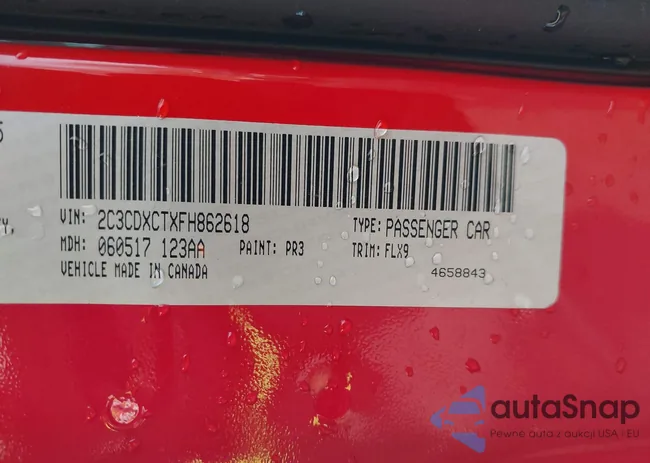 VIN: 2C3CDXCTXFH862618 TYPE: PASSENGER CAR
MDH: 060517 123AA PAINT: PR3 TRIM: FLX9
VEHICLE MADE IN CANADA 4658843
autaSnap
Pewne auta z aukcji USA i EU